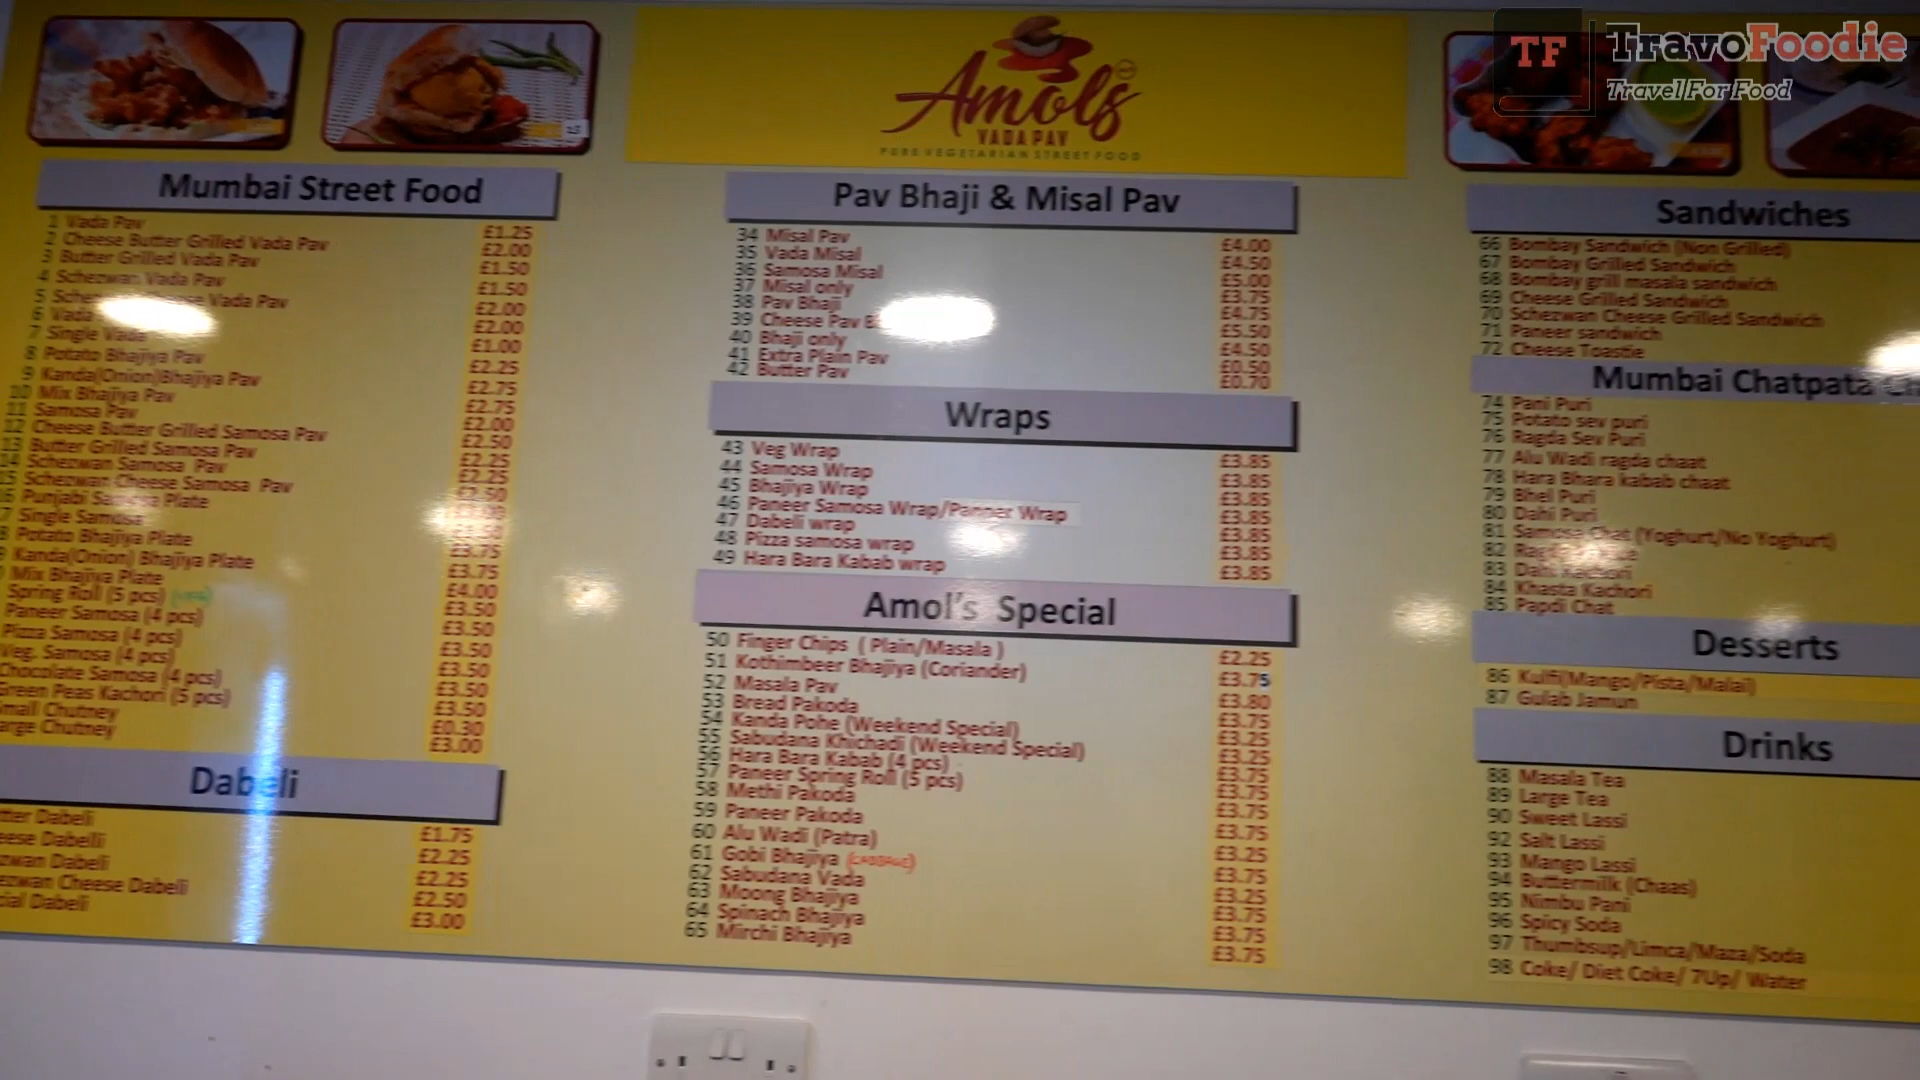 TF TravoFoodie
Travel For Food
Amols
VADA PAV
PURE VEGETARIAN STREET FOOD
Mumbai Street Food
1 Vada Pav £1.25
2 Cheese Butter Grilled Vada Pav £2.00
3 Butter Grilled Vada Pav £1.50
4 Schezwan Vada Pav £1.50
5 Vada Pav £2.00
6 Vada £2.00
7 Single Vada £1.00
8 Potato Bhajiya Pav £2.25
9 Kanda(Onion)Bhajiya Pav £2.75
10 Mix Bhajiya Pav £2.75
11 Samosa Pav £2.00
12 Cheese Butter Grilled Samosa Pav £2.50
13 Butter Grilled Samosa Pav £2.25
14 Schezwan Samosa Pav £2.25
15 Schezwan Cheese Samosa Pav £2.50
Punjabi Samosa Plate
Single Samosa
Potato Bhajiya Plate £3.75
Kanda(Onion) Bhajiya Plate £3.75
Mix Bhajiya Plate £4.00
Spring Roll (5 pcs) £3.50
Paneer Samosa (4 pcs) £3.50
Pizza Samosa (4 pcs) £3.50
Veg. Samosa (4 pcs) £3.50
Chocolate Samosa (4 pcs) £3.50
Green Peas Kachori (5 pcs) £3.50
Small Chutney £0.30
Large Chutney £3.00
Dabeli
tter Dabeli £1.75
eese Dabelli £2.25
zwan Dabeli £2.25
ezwan Cheese Dabeli £2.50
cial Dabeli £3.00
Pav Bhaji & Misal Pav
34 Misal Pav £4.00
35 Vada Misal £4.50
36 Samosa Misal £5.00
37 Misal only £3.75
38 Pav Bhaji £4.75
39 Cheese Pav B £5.50
40 Bhaji only £4.50
41 Extra Plain Pav £0.50
42 Butter Pav £0.70
Wraps
43 Veg Wrap £3.85
44 Samosa Wrap £3.85
45 Bhajiya Wrap £3.85
46 Paneer Samosa Wrap/Panner Wrap £3.85
47 Dabeli wrap £3.85
48 Pizza samosa wrap £3.85
49 Hara Bara Kabab wrap £3.85
Amol's Special
50 Finger Chips ( Plain/Masala ) £2.25
51 Kothimbeer Bhajiya (Coriander) £3.75
52 Masala Pav £3.80
53 Bread Pakoda £3.75
54 Kanda Pohe (Weekend Special) £3.25
55 Sabudana Khichadi (Weekend Special) £3.25
56 Hara Bara Kabab (4 pcs) £3.75
57 Paneer Spring Roll (5 pcs) £3.75
58 Methi Pakoda £3.75
59 Paneer Pakoda £3.75
60 Alu Wadi (Patra) £3.25
61 Gobi Bhajiya (CABBAGE) £3.75
62 Sabudana Vada £3.25
63 Moong Bhajiya £3.75
64 Spinach Bhajiya £3.75
65 Mirchi Bhajiya £3.75
Sandwiches
66 Bombay Sandwich (Non Grilled)
67 Bombay Grilled Sandwich
68 Bombay grill masala sandwich
69 Cheese Grilled Sandwich
70 Schezwan Cheese Grilled Sandwich
71 Paneer sandwich
72 Cheese Toastie
Mumbai Chatpata Ch
74 Pani Puri
75 Potato sev puri
76 Ragda Sev Puri
77 Alu Wadi ragda chaat
78 Hara Bhara kabab chaat
79 Bhel Puri
80 Dahi Puri
81 Samosa Chat (Yoghurt/No Yoghurt)
82
83 Dahi Kachori
84 Khasta Kachori
85 Papdi Chat
Desserts
86 Kulfi(Mango/Pista/Malai)
87 Gulab Jamun
Drinks
88 Masala Tea
89 Large Tea
90 Sweet Lassi
92 Salt Lassi
93 Mango Lassi
94 Buttermilk (Chaas)
95 Nimbu Pani
96 Spicy Soda
97 Thumbsup/Limca/Maza/Soda
98 Coke/ Diet Coke/ 7Up/ Water